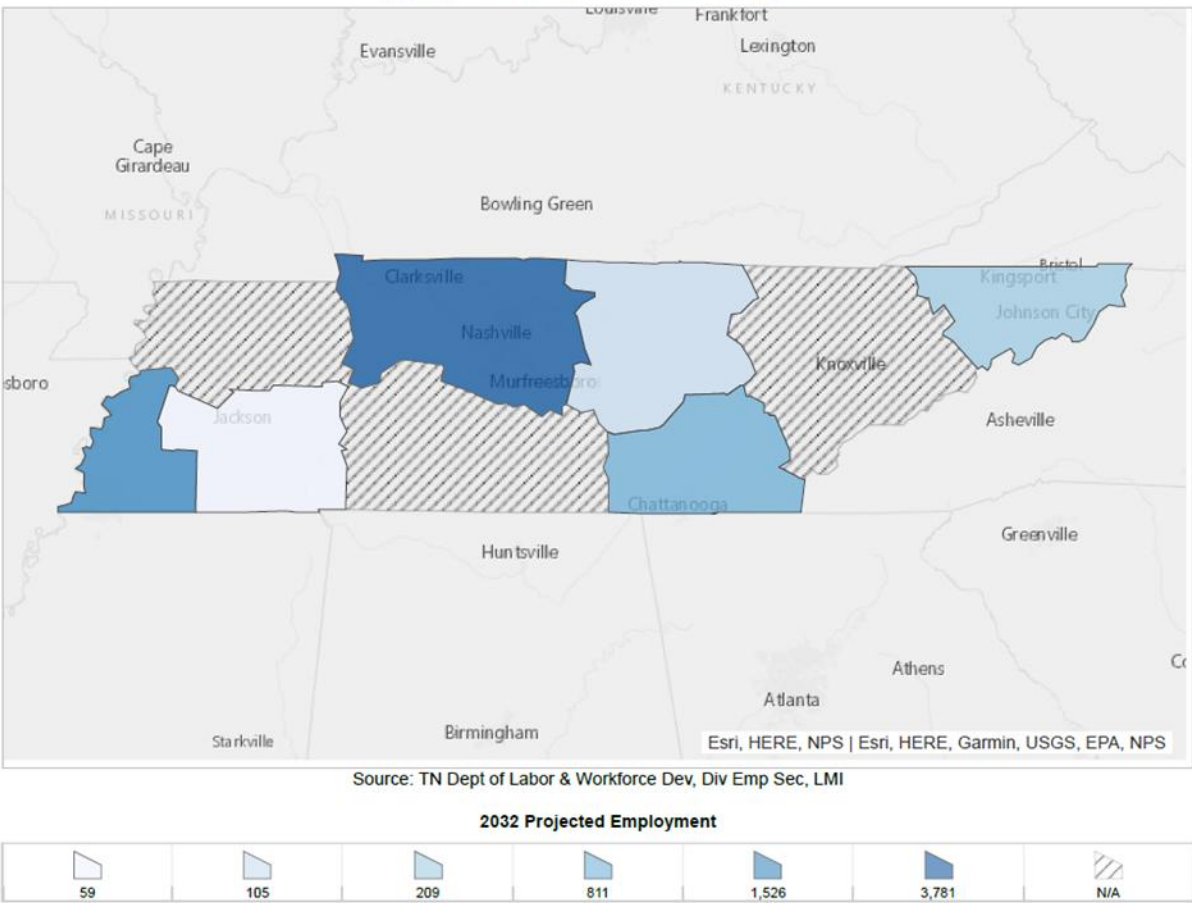 Louisville
Frankfort
Evansville
Lexington
KENTUCKY
Cape
Girardeau
MISSOURI
Bowling Green
Bristol
Clarksville
Kingsport
Johnson City
Nashville
Knoxville
sboro
Murfreesboro
Jackson
Asheville
Chattanooga
Greenville
Huntsville
Athens
Atlanta
Birmingham
Starkville
Esri, HERE, NPS | Esri, HERE, Garmin, USGS, EPA, NPS
Source: TN Dept of Labor & Workforce Dev, Div Emp Sec, LMI
2032 Projected Employment
59 105 209 811 1,526 3,781 N/A